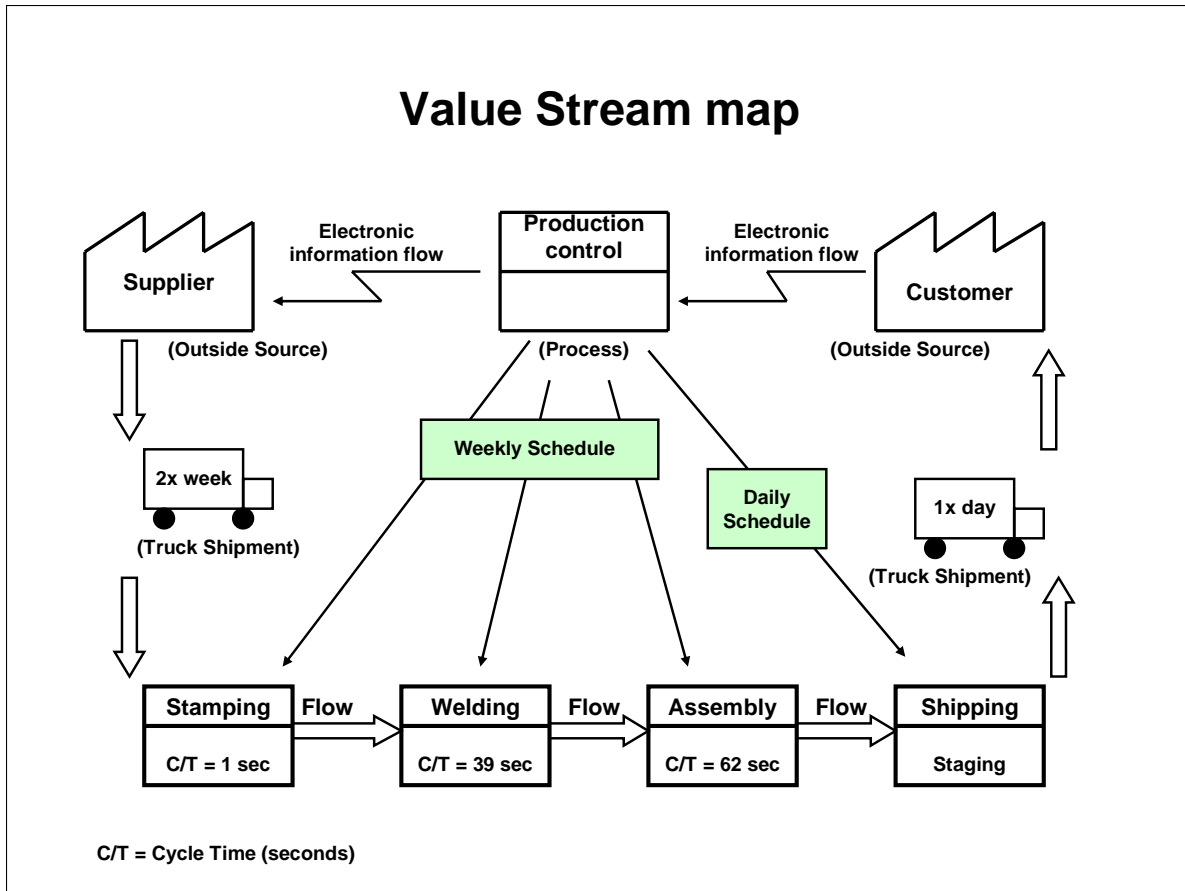 Value Stream map
Electronic
information flow
Production
control
Electronic
information flow
Supplier
Customer
(Outside Source)
(Process)
(Outside Source)
Weekly Schedule
2x week
Daily
Schedule
1x day
(Truck Shipment)
(Truck Shipment)
Stamping
Flow
Welding
Flow
Assembly
Flow
Shipping
C/T = 1 sec
C/T = 39 sec
C/T = 62 sec
Staging
C/T = Cycle Time (seconds)